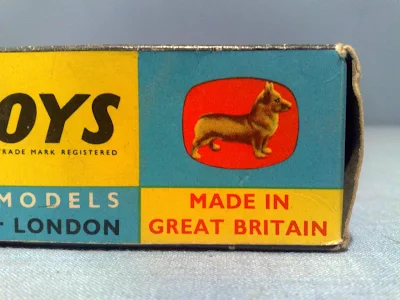 OYS
TRADE MARK REGISTERED
MODELS
LONDON
MADE IN
GREAT BRITAIN